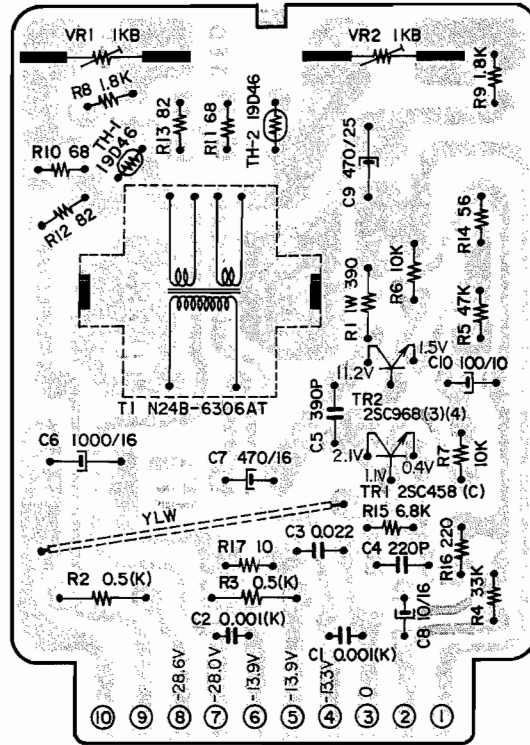 VR1 1KB
VR2 1KB
R8 1.8K
R9 1.8K
R13 82
R11 68
TH-2 19D46
TH-1 19D46
R10 68
R12 82
C9 470/25
R14 56
R6 10K
R1 1W 390
R5 47K
1.5V
11.2V
C10 100/10
TR2
2SC968(3)(4)
T1 N24B-6306AT
C5 390P
C6 1000/16
C7 470/16
2.1V
0.4V
1.1V
R7 10K
TR1 2SC458 (C)
YLW
R15 6.8K
C3 0.022
C4 220P
R16 220
R17 10
R2 0.5(K)
R3 0.5(K)
R4 33K
C2 0.001(K)
C1 0.001(K)
C8 10/16
-28.6V
-28.0V
-13.9V
-13.9V
-13.3V
0
10 9 8 7 6 5 4 3 2 1